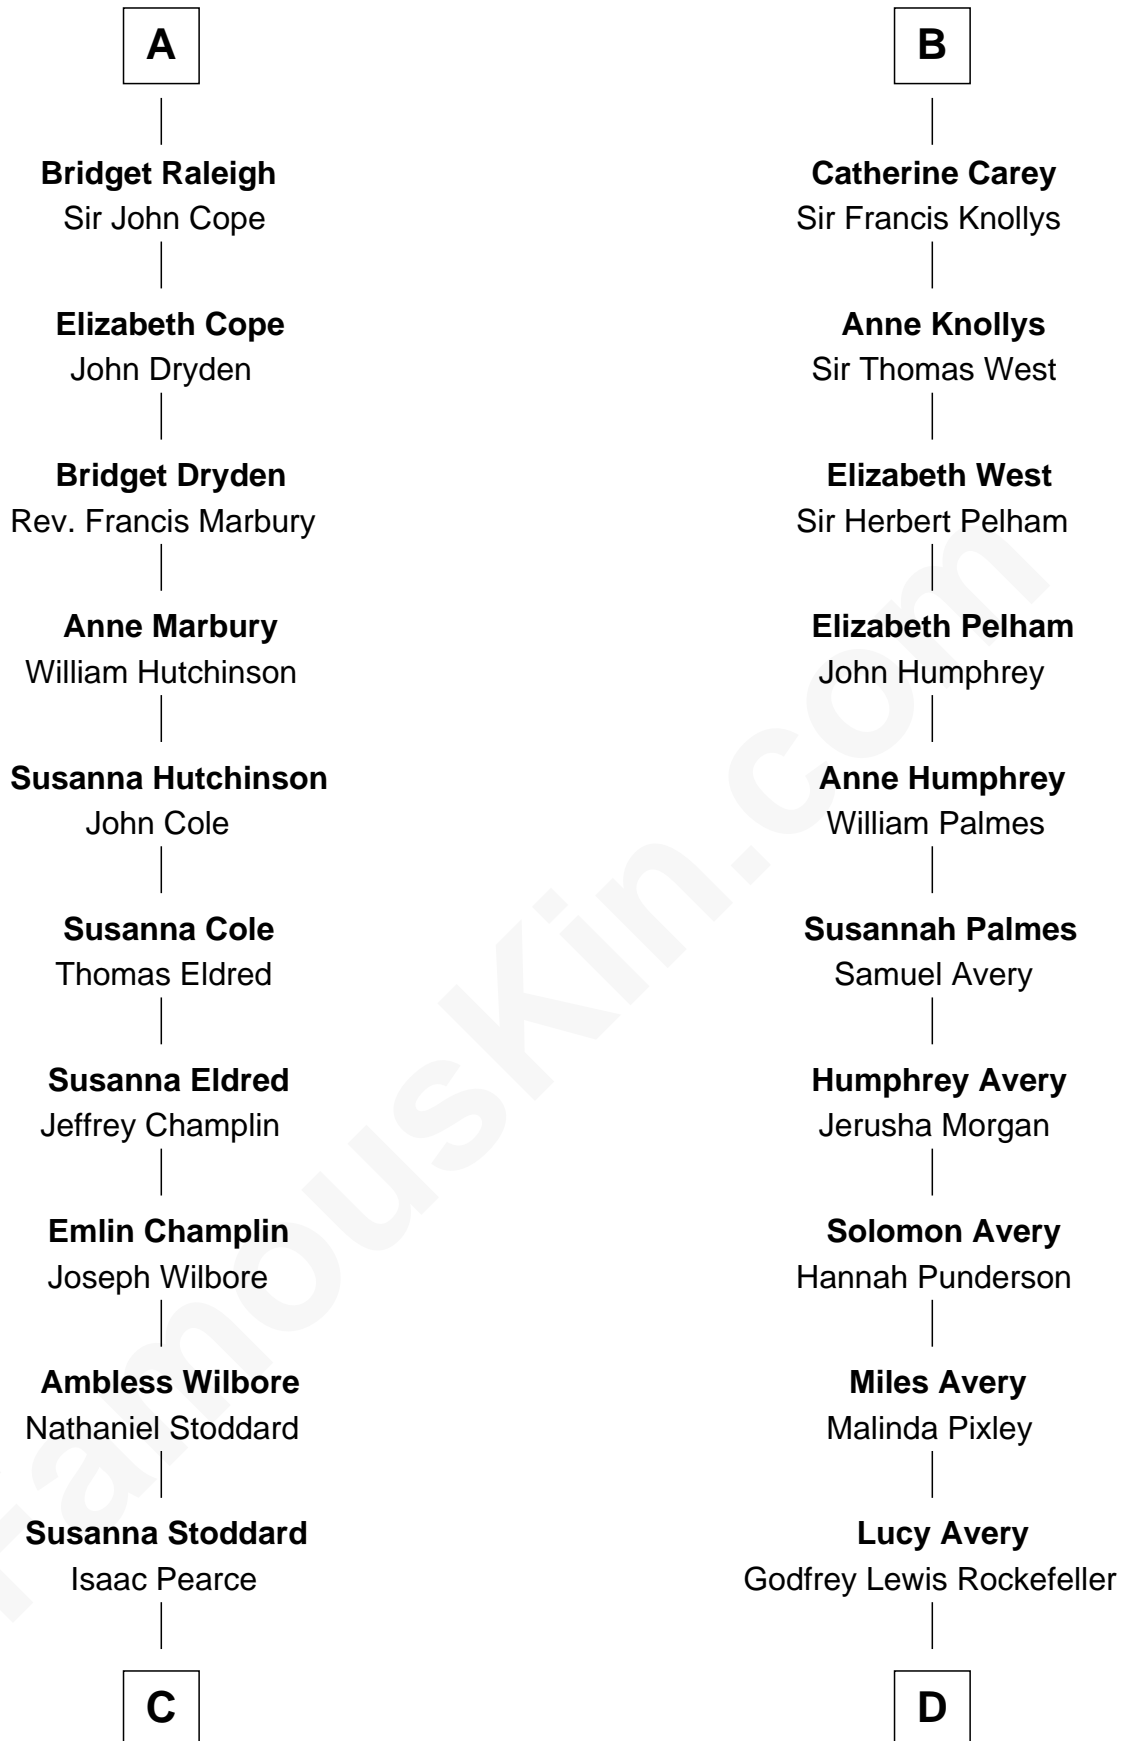 A
Bridget Raleigh
Sir John Cope
Elizabeth Cope
John Dryden
Bridget Dryden
Rev. Francis Marbury
Anne Marbury
William Hutchinson
Susanna Hutchinson
John Cole
Susanna Cole
Thomas Eldred
Susanna Eldred
Jeffrey Champlin
Emlin Champlin
Joseph Wilbore
Ambless Wilbore
Nathaniel Stoddard
Susanna Stoddard
Isaac Pearce
C
B
Catherine Carey
Sir Francis Knollys
Anne Knollys
Sir Thomas West
Elizabeth West
Sir Herbert Pelham
Elizabeth Pelham
John Humphrey
Anne Humphrey
William Palmes
Susannah Palmes
Samuel Avery
Humphrey Avery
Jerusha Morgan
Solomon Avery
Hannah Punderson
Miles Avery
Malinda Pixley
Lucy Avery
Godfrey Lewis Rockefeller
D
FamousKin.com